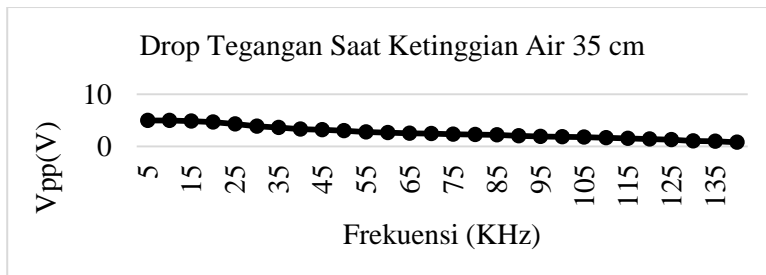 Drop Tegangan Saat Ketinggian Air 35 cm
10
0
Vpp(V)
5 15 25 35 45 55 65 75 85 95 105 115 125 135
Frekuensi (KHz)